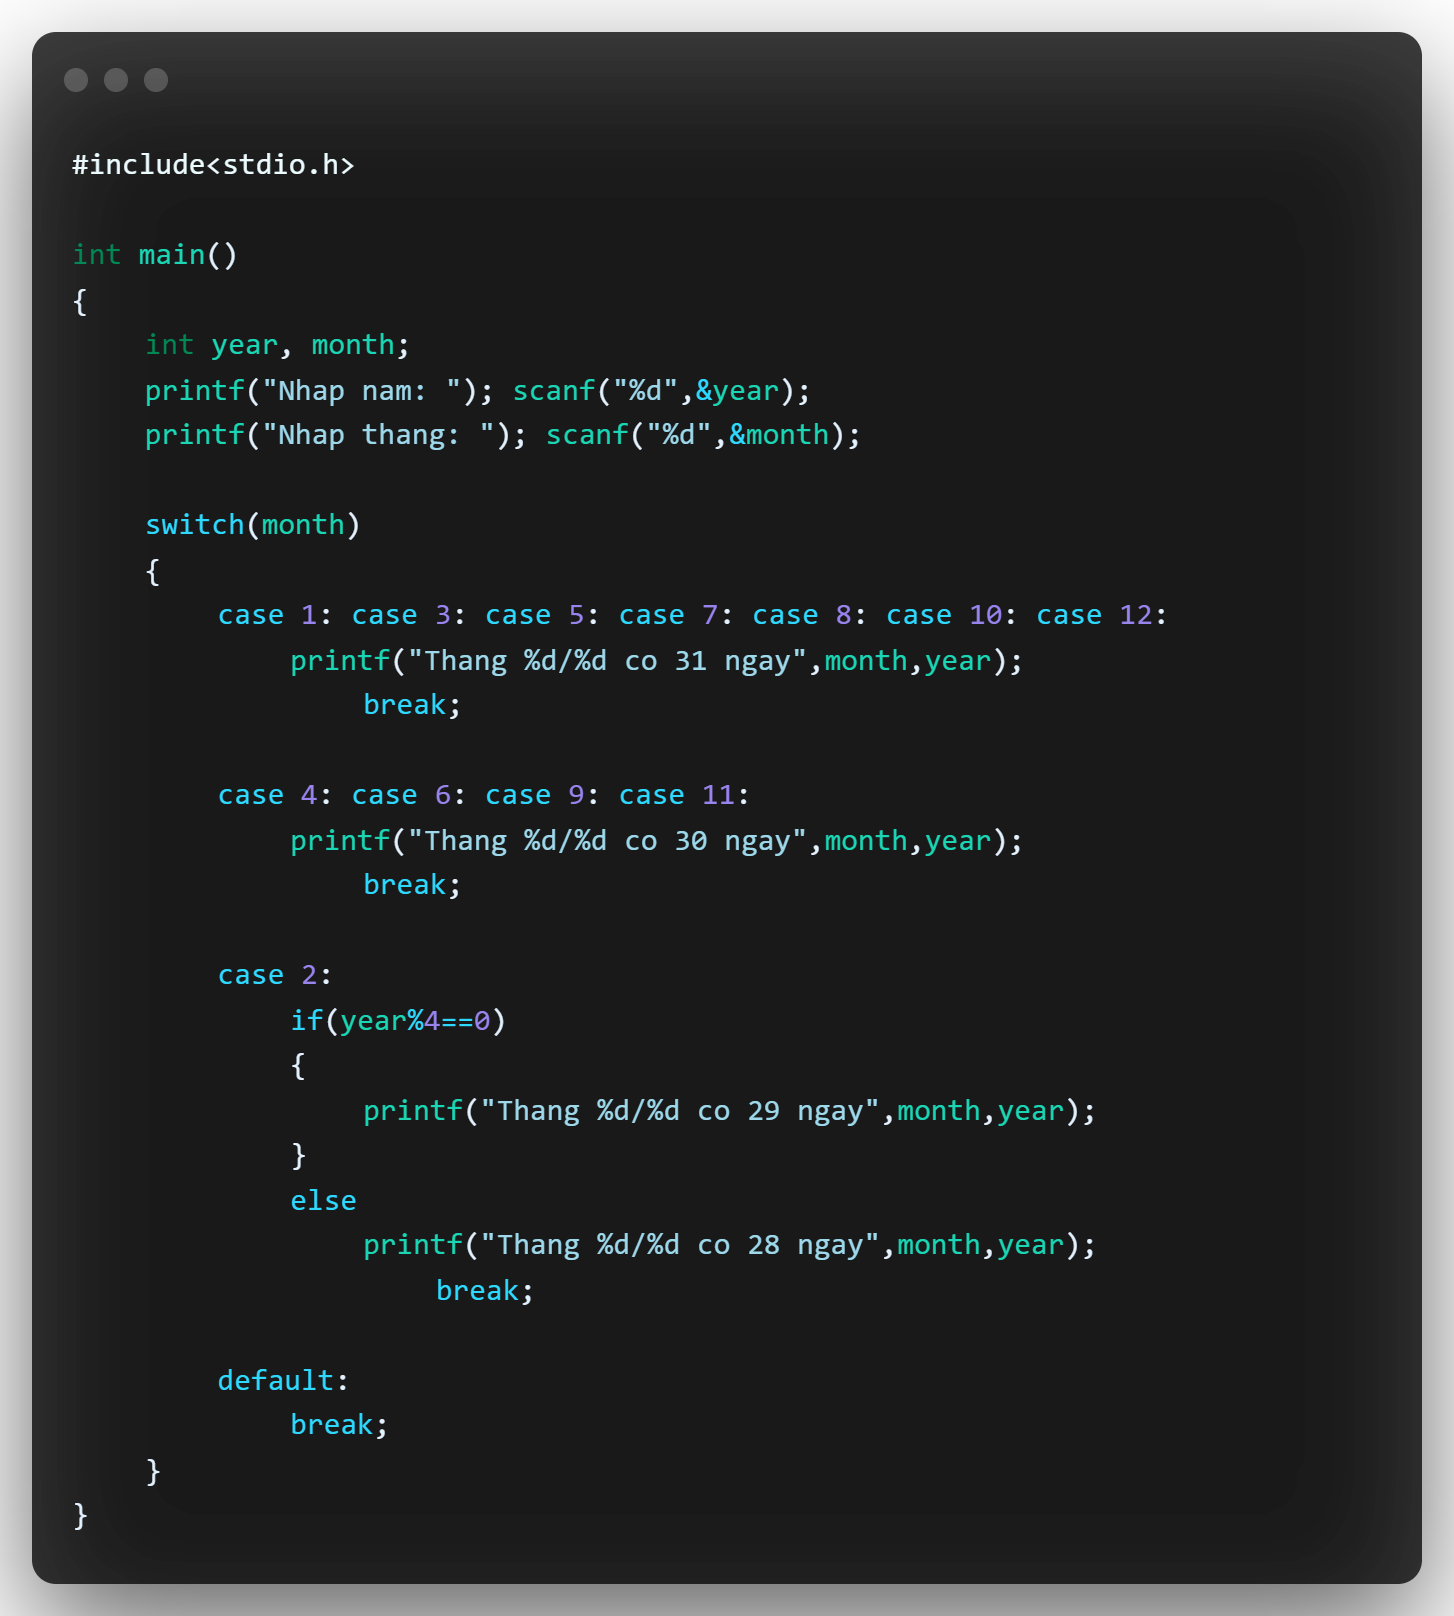 #include<stdio.h>
int main()
{
int year, month;
printf("Nhap nam: "); scanf("%d",&year);
printf("Nhap thang: "); scanf("%d",&month);
switch(month)
{
case 1: case 3: case 5: case 7: case 8: case 10: case 12:
printf("Thang %d/%d co 31 ngay",month,year);
break;
case 4: case 6: case 9: case 11:
printf("Thang %d/%d co 30 ngay",month,year);
break;
case 2:
if(year%4==0)
{
printf("Thang %d/%d co 29 ngay",month,year);
}
else
printf("Thang %d/%d co 28 ngay",month,year);
break;
default:
break;
}
}